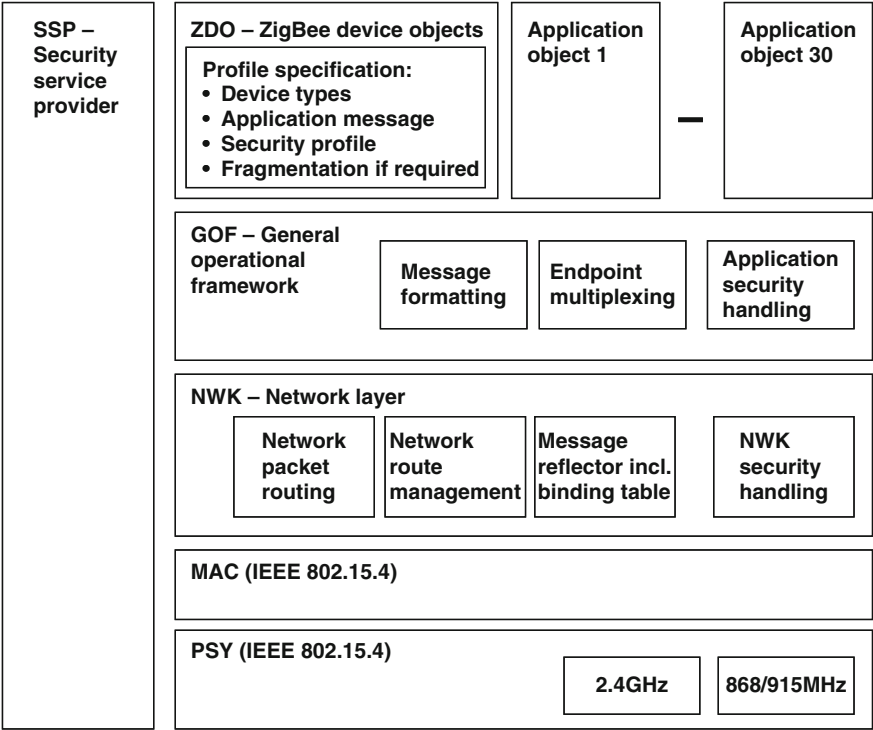 SSP –
Security
service
provider
ZDO – ZigBee device objects
Profile specification:
• Device types
• Application message
• Security profile
• Fragmentation if required
Application
object 1
–
Application
object 30
GOF – General
operational
framework
Message
formatting
Endpoint
multiplexing
Application
security
handling
NWK – Network layer
Network
packet
routing
Network
route
management
Message
reflector incl.
binding table
NWK
security
handling
MAC (IEEE 802.15.4)
PSY (IEEE 802.15.4)
2.4GHz
868/915MHz